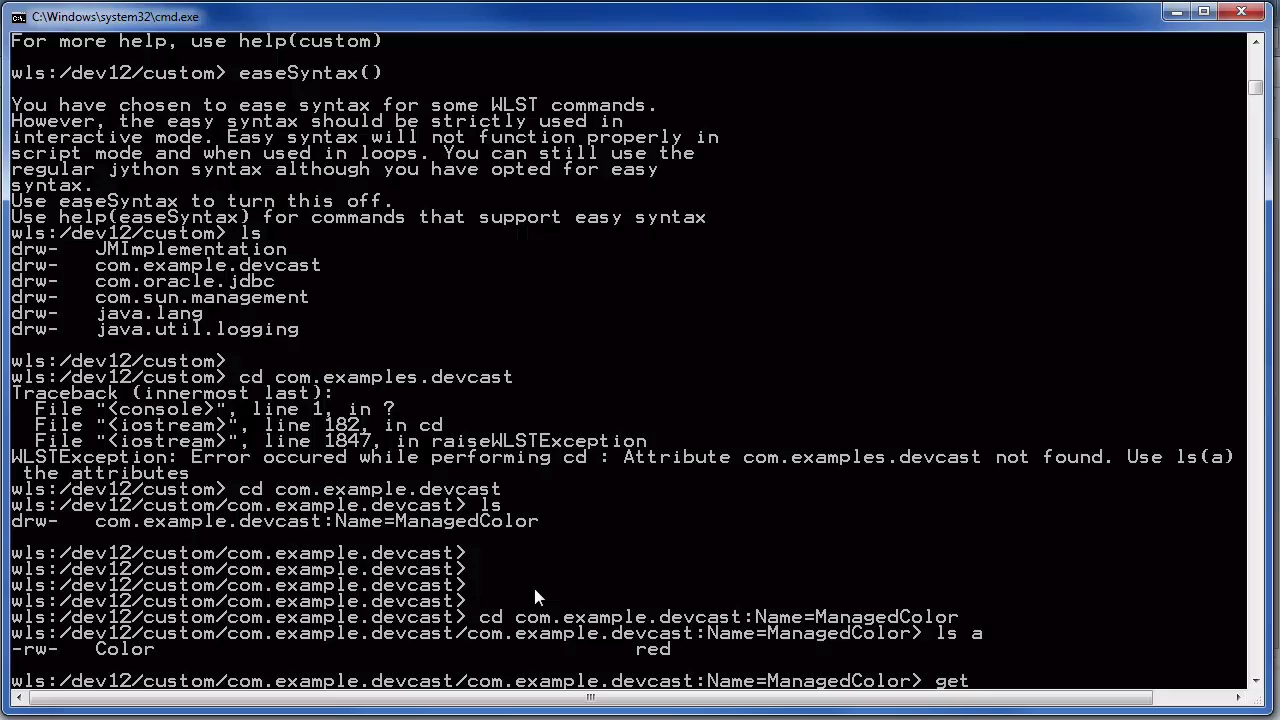 C:\Windows\system32\cmd.exe
For more help, use help(custom)
wls:/dev12/custom> easeSyntax()
You have chosen to ease syntax for some WLST commands.
However, the easy syntax should be strictly used in
interactive mode. Easy syntax will not function properly in
script mode and when used in loops. You can still use the
regular jython syntax although you have opted for easy
syntax.
Use easeSyntax to turn this off.
Use help(easeSyntax) for commands that support easy syntax
wls:/dev12/custom> ls
drw-   JMImplementation
drw-   com.example.devcast
drw-   com.oracle.jdbc
drw-   com.sun.management
drw-   java.lang
drw-   java.util.logging
wls:/dev12/custom>
wls:/dev12/custom> cd com.examples.devcast
Traceback (innermost last):
  File "<console>", line 1, in ?
  File "<iostream>", line 182, in cd
  File "<iostream>", line 1847, in raiseWLSTException
WLSTException: Error occured while performing cd : Attribute com.examples.devcast not found. Use ls(a)
 the attributes
wls:/dev12/custom> cd com.example.devcast
wls:/dev12/custom/com.example.devcast> ls
drw-   com.example.devcast:Name=ManagedColor
wls:/dev12/custom/com.example.devcast>
wls:/dev12/custom/com.example.devcast>
wls:/dev12/custom/com.example.devcast>
wls:/dev12/custom/com.example.devcast>
wls:/dev12/custom/com.example.devcast> cd com.example.devcast:Name=ManagedColor
wls:/dev12/custom/com.example.devcast/com.example.devcast:Name=ManagedColor> ls a
-rw-   Color                                        red
wls:/dev12/custom/com.example.devcast/com.example.devcast:Name=ManagedColor> get